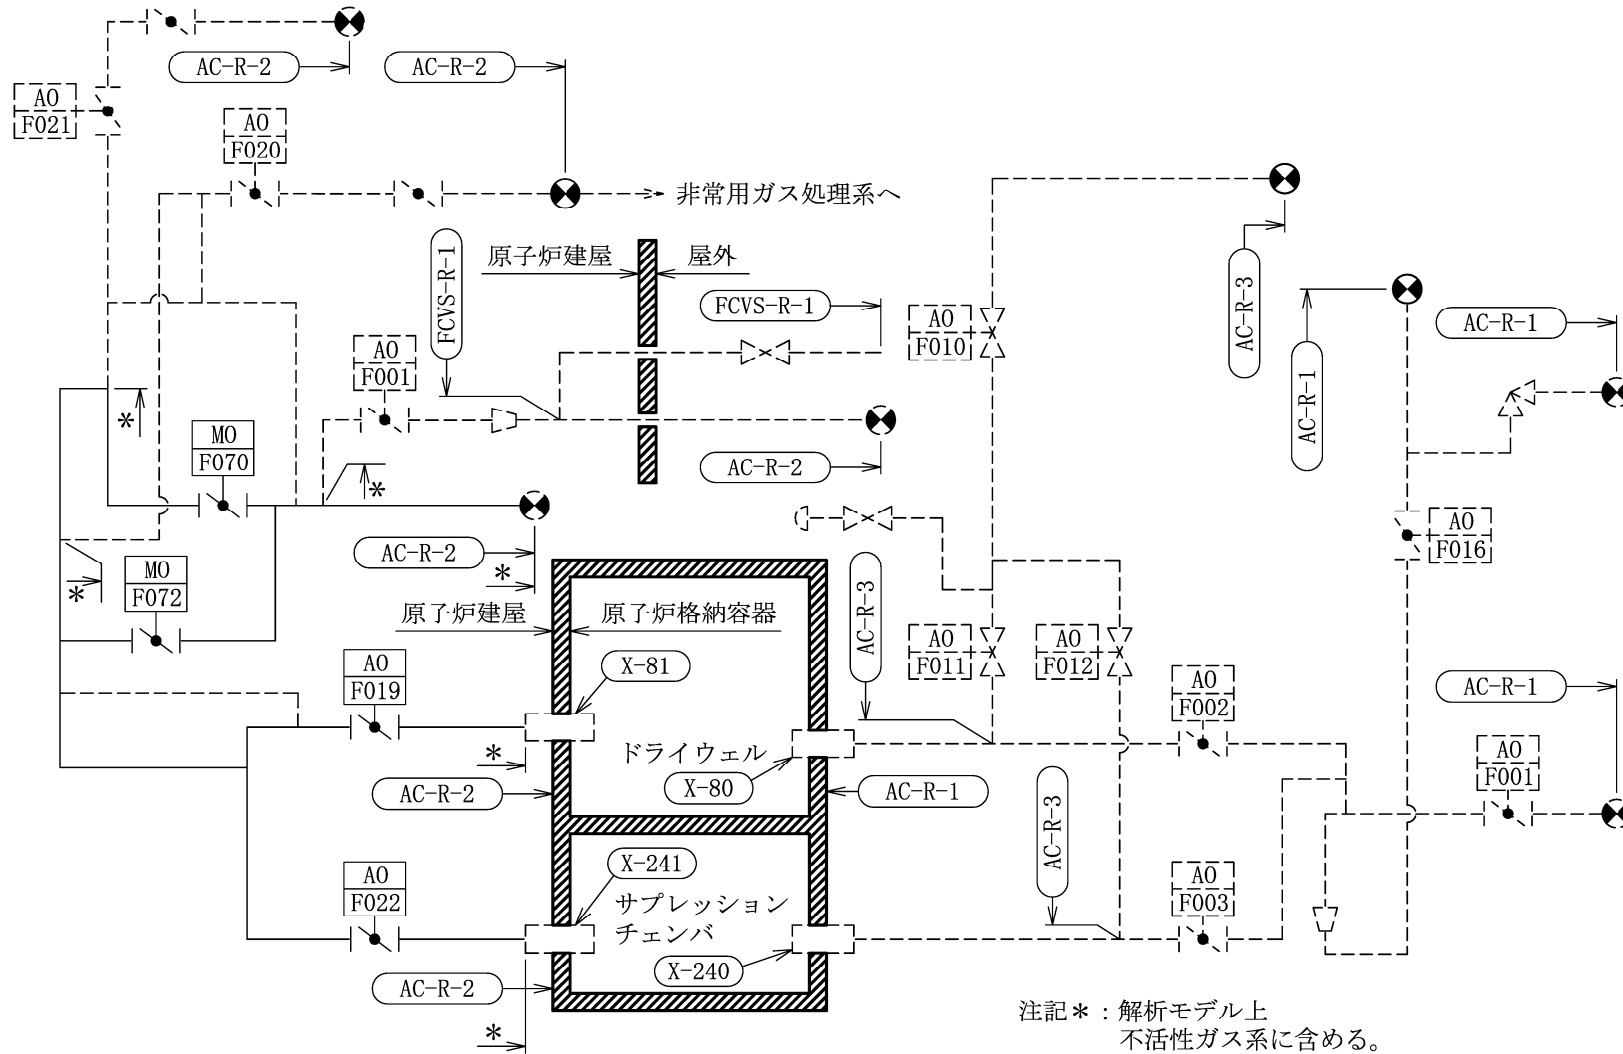 AC-R-2
AC-R-2
AO
F021
AO
F020
非常用ガス処理系へ
FCVS-R-1
原子炉建屋
屋外
FCVS-R-1
AO
F010
AC-R-3
AC-R-1
AC-R-1
AO
F001
*
MO
F070
*
AC-R-2
AC-R-2
*
AO
F016
*
MO
F072
原子炉建屋
原子炉格納容器
AC-R-3
AO
F011
AO
F012
AO
F019
X-81
AO
F002
AC-R-1
*
ドライウェル
X-80
AC-R-2
AC-R-1
AO
F001
AC-R-3
X-241
AO
F022
サプレッション
チェンバ
AO
F003
X-240
AC-R-2
*
注記*:解析モデル上
不活性ガス系に含める。